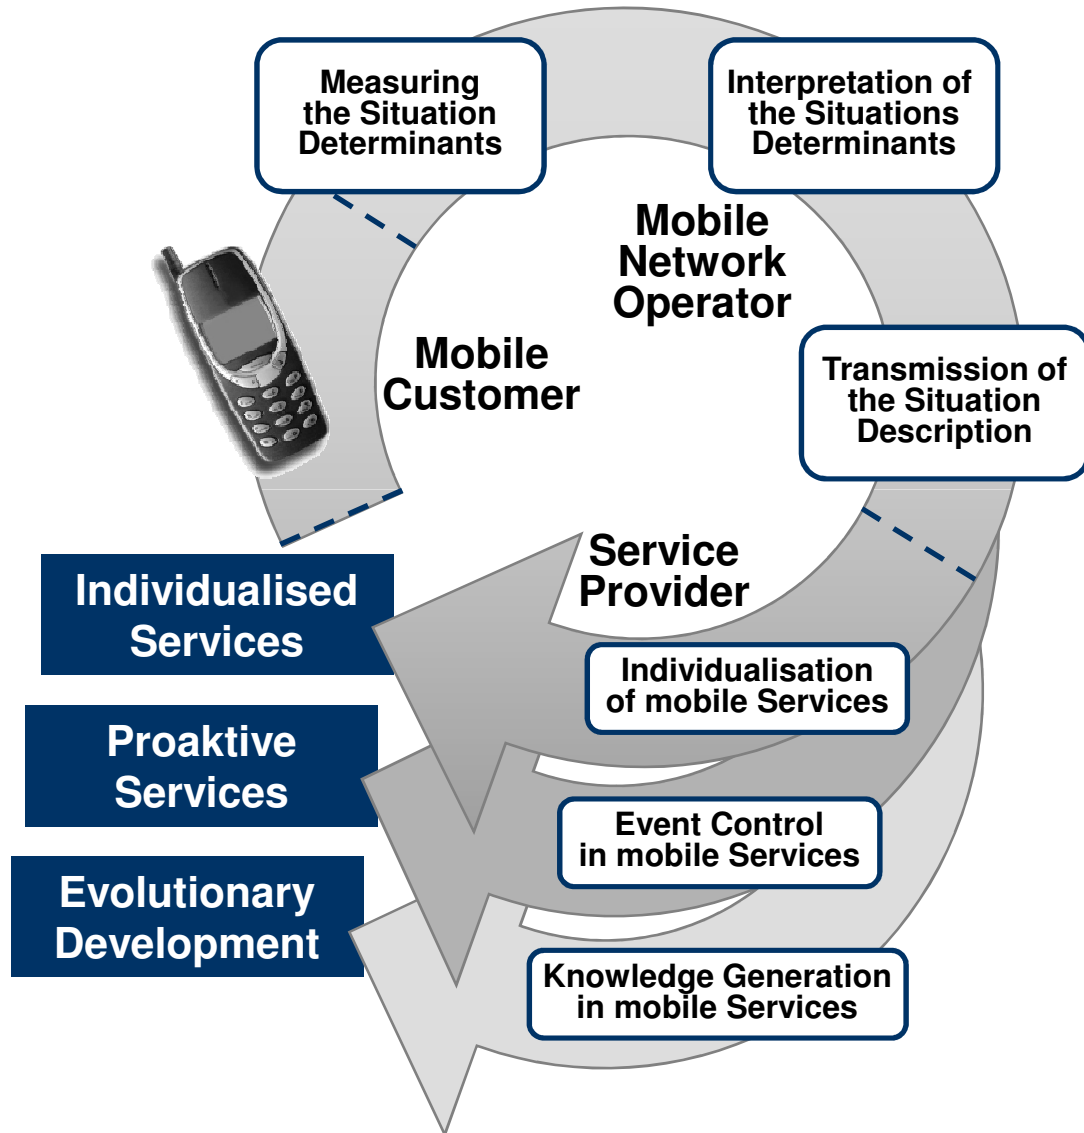 Measuring
the Situation
Determinants
Interpretation of
the Situations
Determinants
Mobile
Network
Operator
Mobile
Customer
Transmission of
the Situation
Description
Service
Provider
Individualised
Services
Individualisation
of mobile Services
Proaktive
Services
Event Control
in mobile Services
Evolutionary
Development
Knowledge Generation
in mobile Services